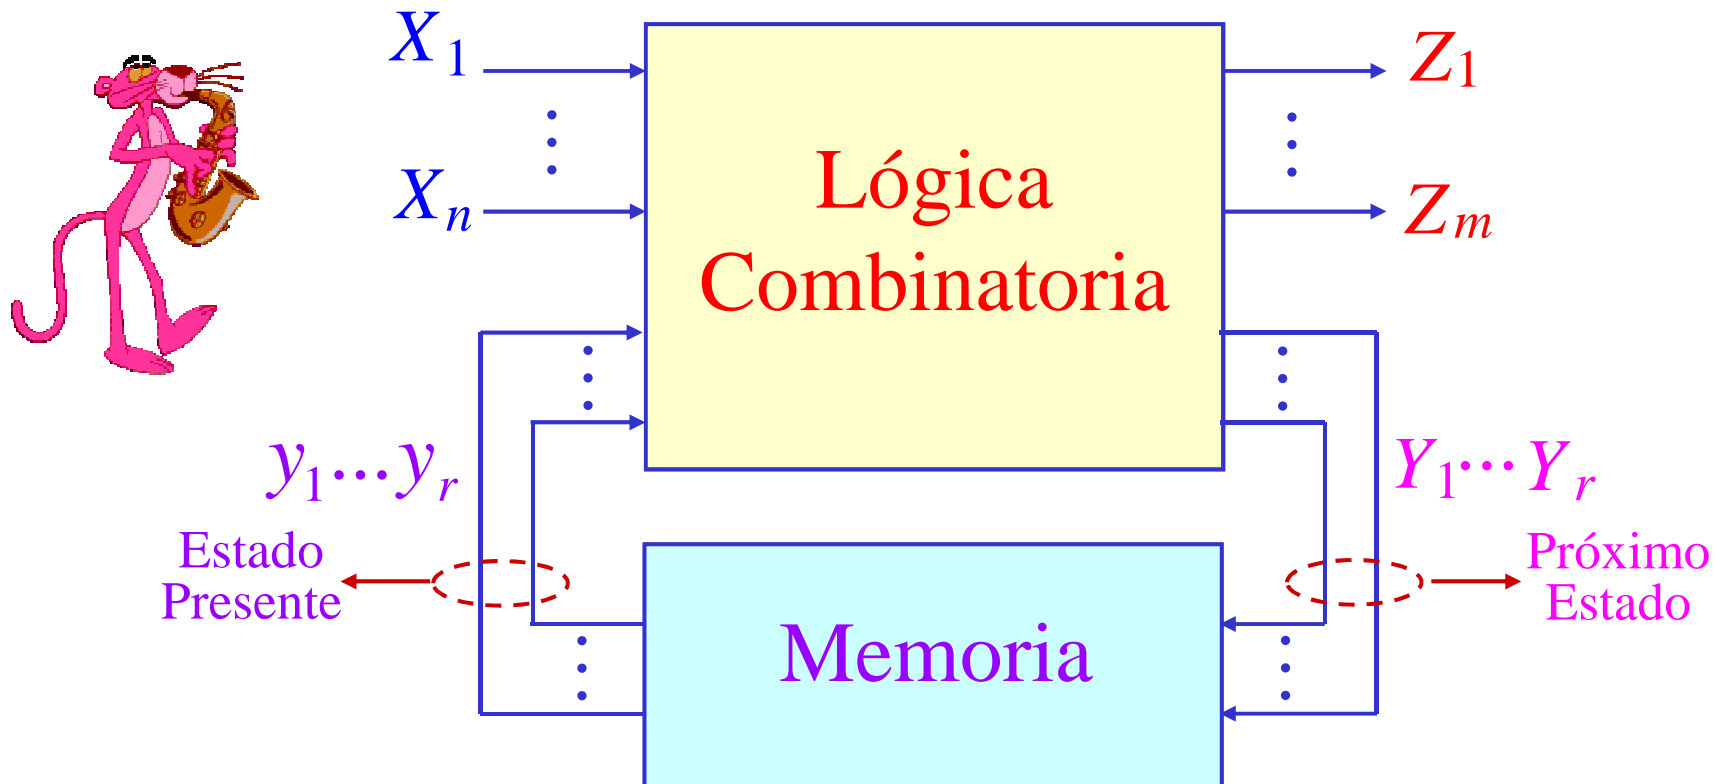 X1
Z1
Xn
Zm
Lógica
Combinatoria
y1...yr
Y1...Yr
Estado
Presente
Próximo
Estado
Memoria